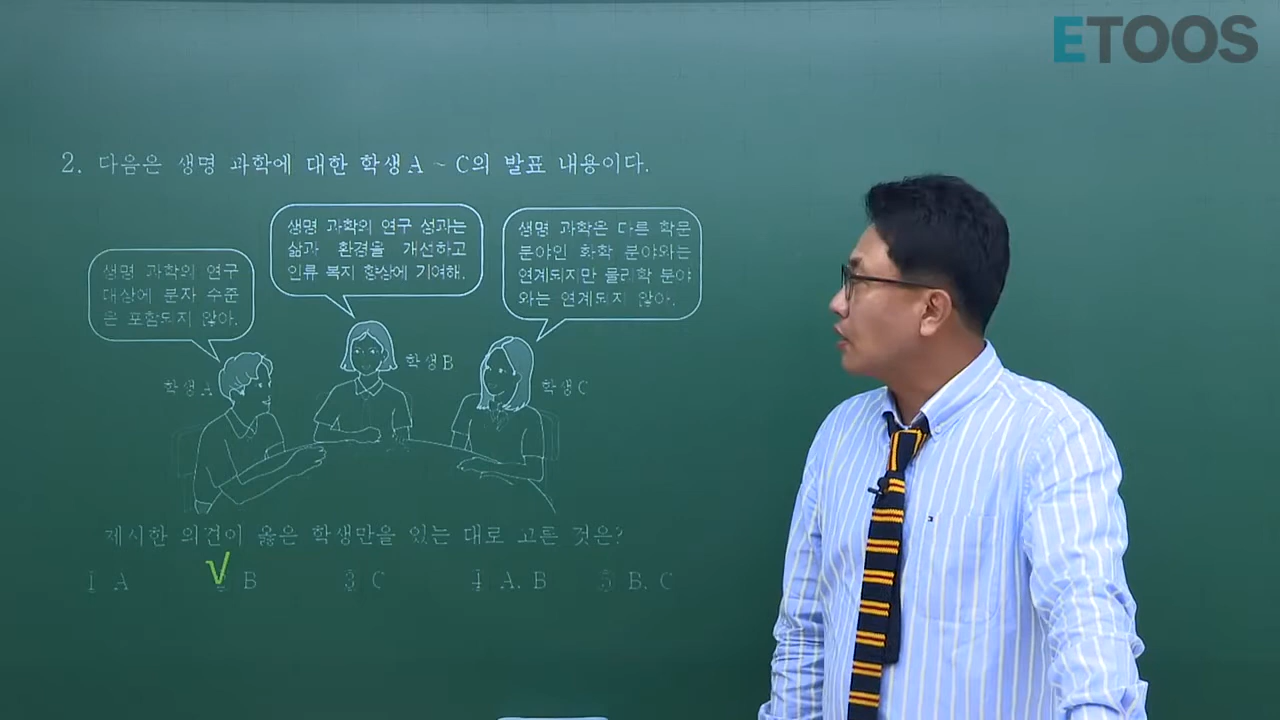 ETOOS
2. 다음은 생명 과학에 대한 학생 A ~ C의 발표 내용이다.
생명 과학의 연구
대상에 분자 수준
은 포함되지 않아.
생명 과학의 연구 성과는
삶과 환경을 개선하고
인류 복지 향상에 기여해.
생명 과학은 다른 학문
분야인 화학 분야와는
연계되지만 물리학 분야
와는 연계되지 않아.
학생 A
학생 B
학생 C
제시한 의견이 옳은 학생만을 있는 대로 고른 것은?
① A ② B ③ C ④ A, B ⑤ B, C